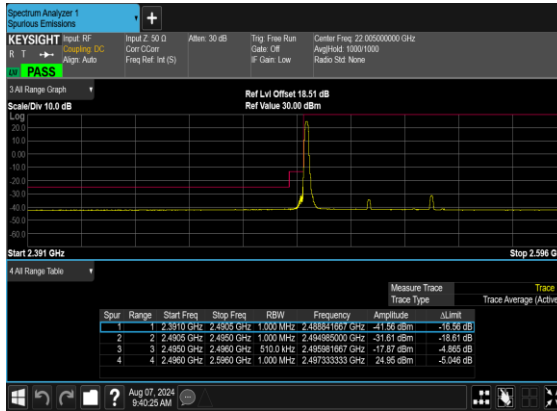 Spectrum Analyzer 1
Spurious Emissions
+
KEYSIGHT Input: RF Input Z: 50 Ω Atten: 30 dB Trig: Free Run Center Freq: 22.005000000 GHz
R T Coupling: DC Corr CCorr Gate: Off Avg|Hold: 1000/1000
Align: Auto Freq Ref: Int (S) IF Gain: Low Radio Std: None
PASS
3 All Range Graph
Ref Lvl Offset 18.51 dB
Scale/Div 10.0 dB Ref Value 30.00 dBm
Log
20.0
10.0
0.00
-10.0
-20.0
-30.0
-40.0
-50.0
-60.0
Start 2.391 GHz Stop 2.596 G
4 All Range Table
Measure Trace Trace
Trace Type Trace Average (Active
Spur Range Start Freq Stop Freq RBW Frequency Amplitude ΔLimit
1 1 2.3910 GHz 2.4905 GHz 1.000 MHz 2.488841667 GHz -41.56 dBm -16.56 dB
2 2 2.4905 GHz 2.4950 GHz 1.000 MHz 2.494985000 GHz -31.61 dBm -18.61 dB
3 3 2.4950 GHz 2.4960 GHz 510.0 kHz 2.495981667 GHz -17.87 dBm -4.865 dB
4 4 2.4960 GHz 2.5960 GHz 1.000 MHz 2.497333333 GHz 24.95 dBm -5.046 dB
? Aug 07, 2024
9:40:25 AM